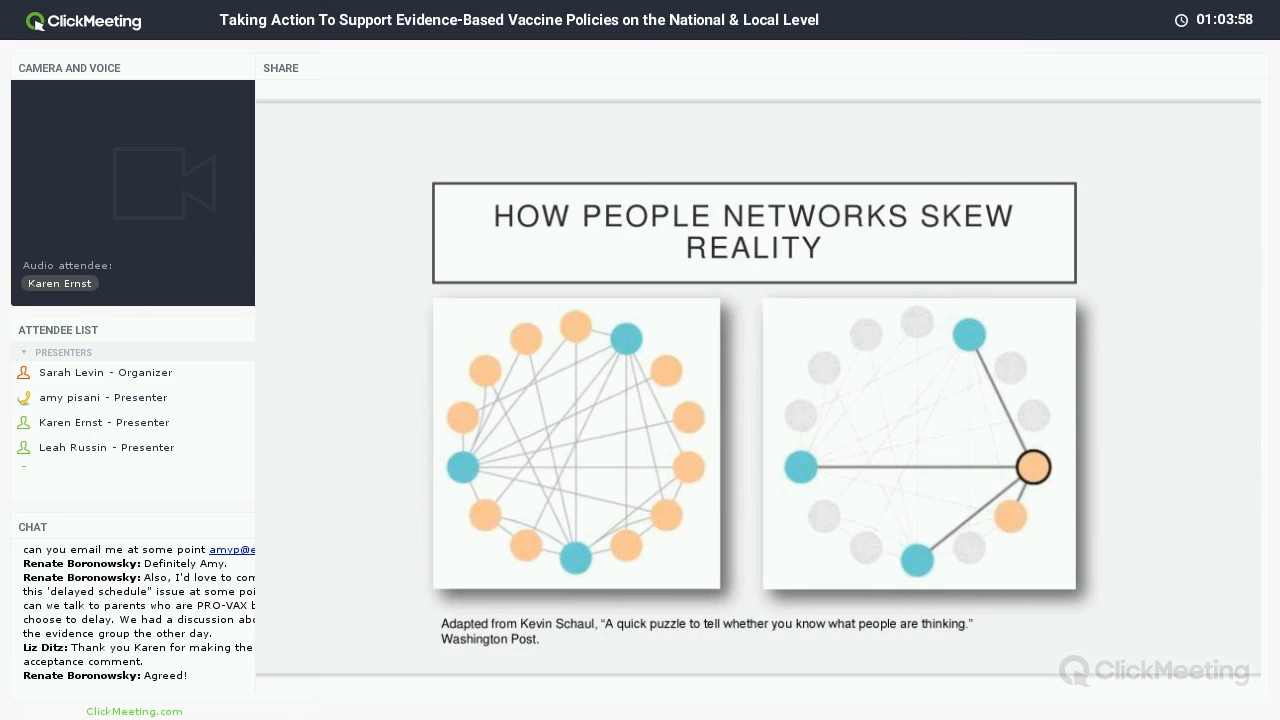 ClickMeeting
Taking Action To Support Evidence-Based Vaccine Policies on the National & Local Level
01:03:58
CAMERA AND VOICE
Audio attendee:
Karen Ernst
ATTENDEE LIST
PRESENTERS
Sarah Levin - Organizer
amy pisani - Presenter
Karen Ernst - Presenter
Leah Russin - Presenter
CHAT
can you email me at some point amyp@e
Renate Boronowsky: Definitely Amy.
Renate Boronowsky: Also, I'd love to con
this 'delayed schedule" issue at some poi
can we talk to parents who are PRO-VAX b
choose to delay. We had a discussion abo
the evidence group the other day.
Liz Ditz: Thank you Karen for making the
acceptance comment.
Renate Boronowsky: Agreed!
ClickMeeting.com
SHARE
HOW PEOPLE NETWORKS SKEW
REALITY
Adapted from Kevin Schaul, “A quick puzzle to tell whether you know what people are thinking.”
Washington Post.
ClickMeeting